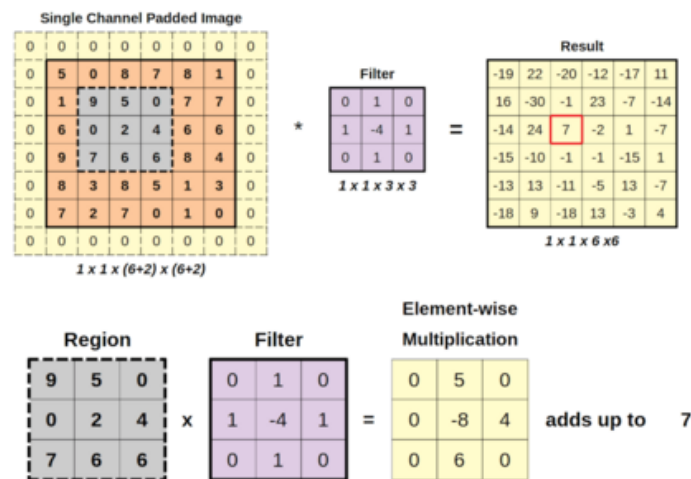 Single Channel Padded Image
0 0 0 0 0 0 0 0
0 5 0 8 7 8 1 0
0 1 9 5 0 7 7 0
0 6 0 2 4 6 6 0
0 9 7 6 6 8 4 0
0 8 3 8 5 1 3 0
0 7 2 7 0 1 0 0
0 0 0 0 0 0 0 0
1 x 1 x (6+2) x (6+2)
*
Filter
0 1 0
1 -4 1
0 1 0
1 x 1 x 3 x 3
=
Result
-19 22 -20 -12 -17 11
16 -30 -1 23 -7 -14
-14 24 7 -2 1 -7
-15 -10 -1 -1 -15 1
-13 13 -11 -5 13 -7
-18 9 -18 13 -3 4
1 x 1 x 6 x6
Region
9 5 0
0 2 4
7 6 6
x
Filter
0 1 0
1 -4 1
0 1 0
=
Element-wise
Multiplication
0 5 0
0 -8 4
0 6 0
adds up to 7